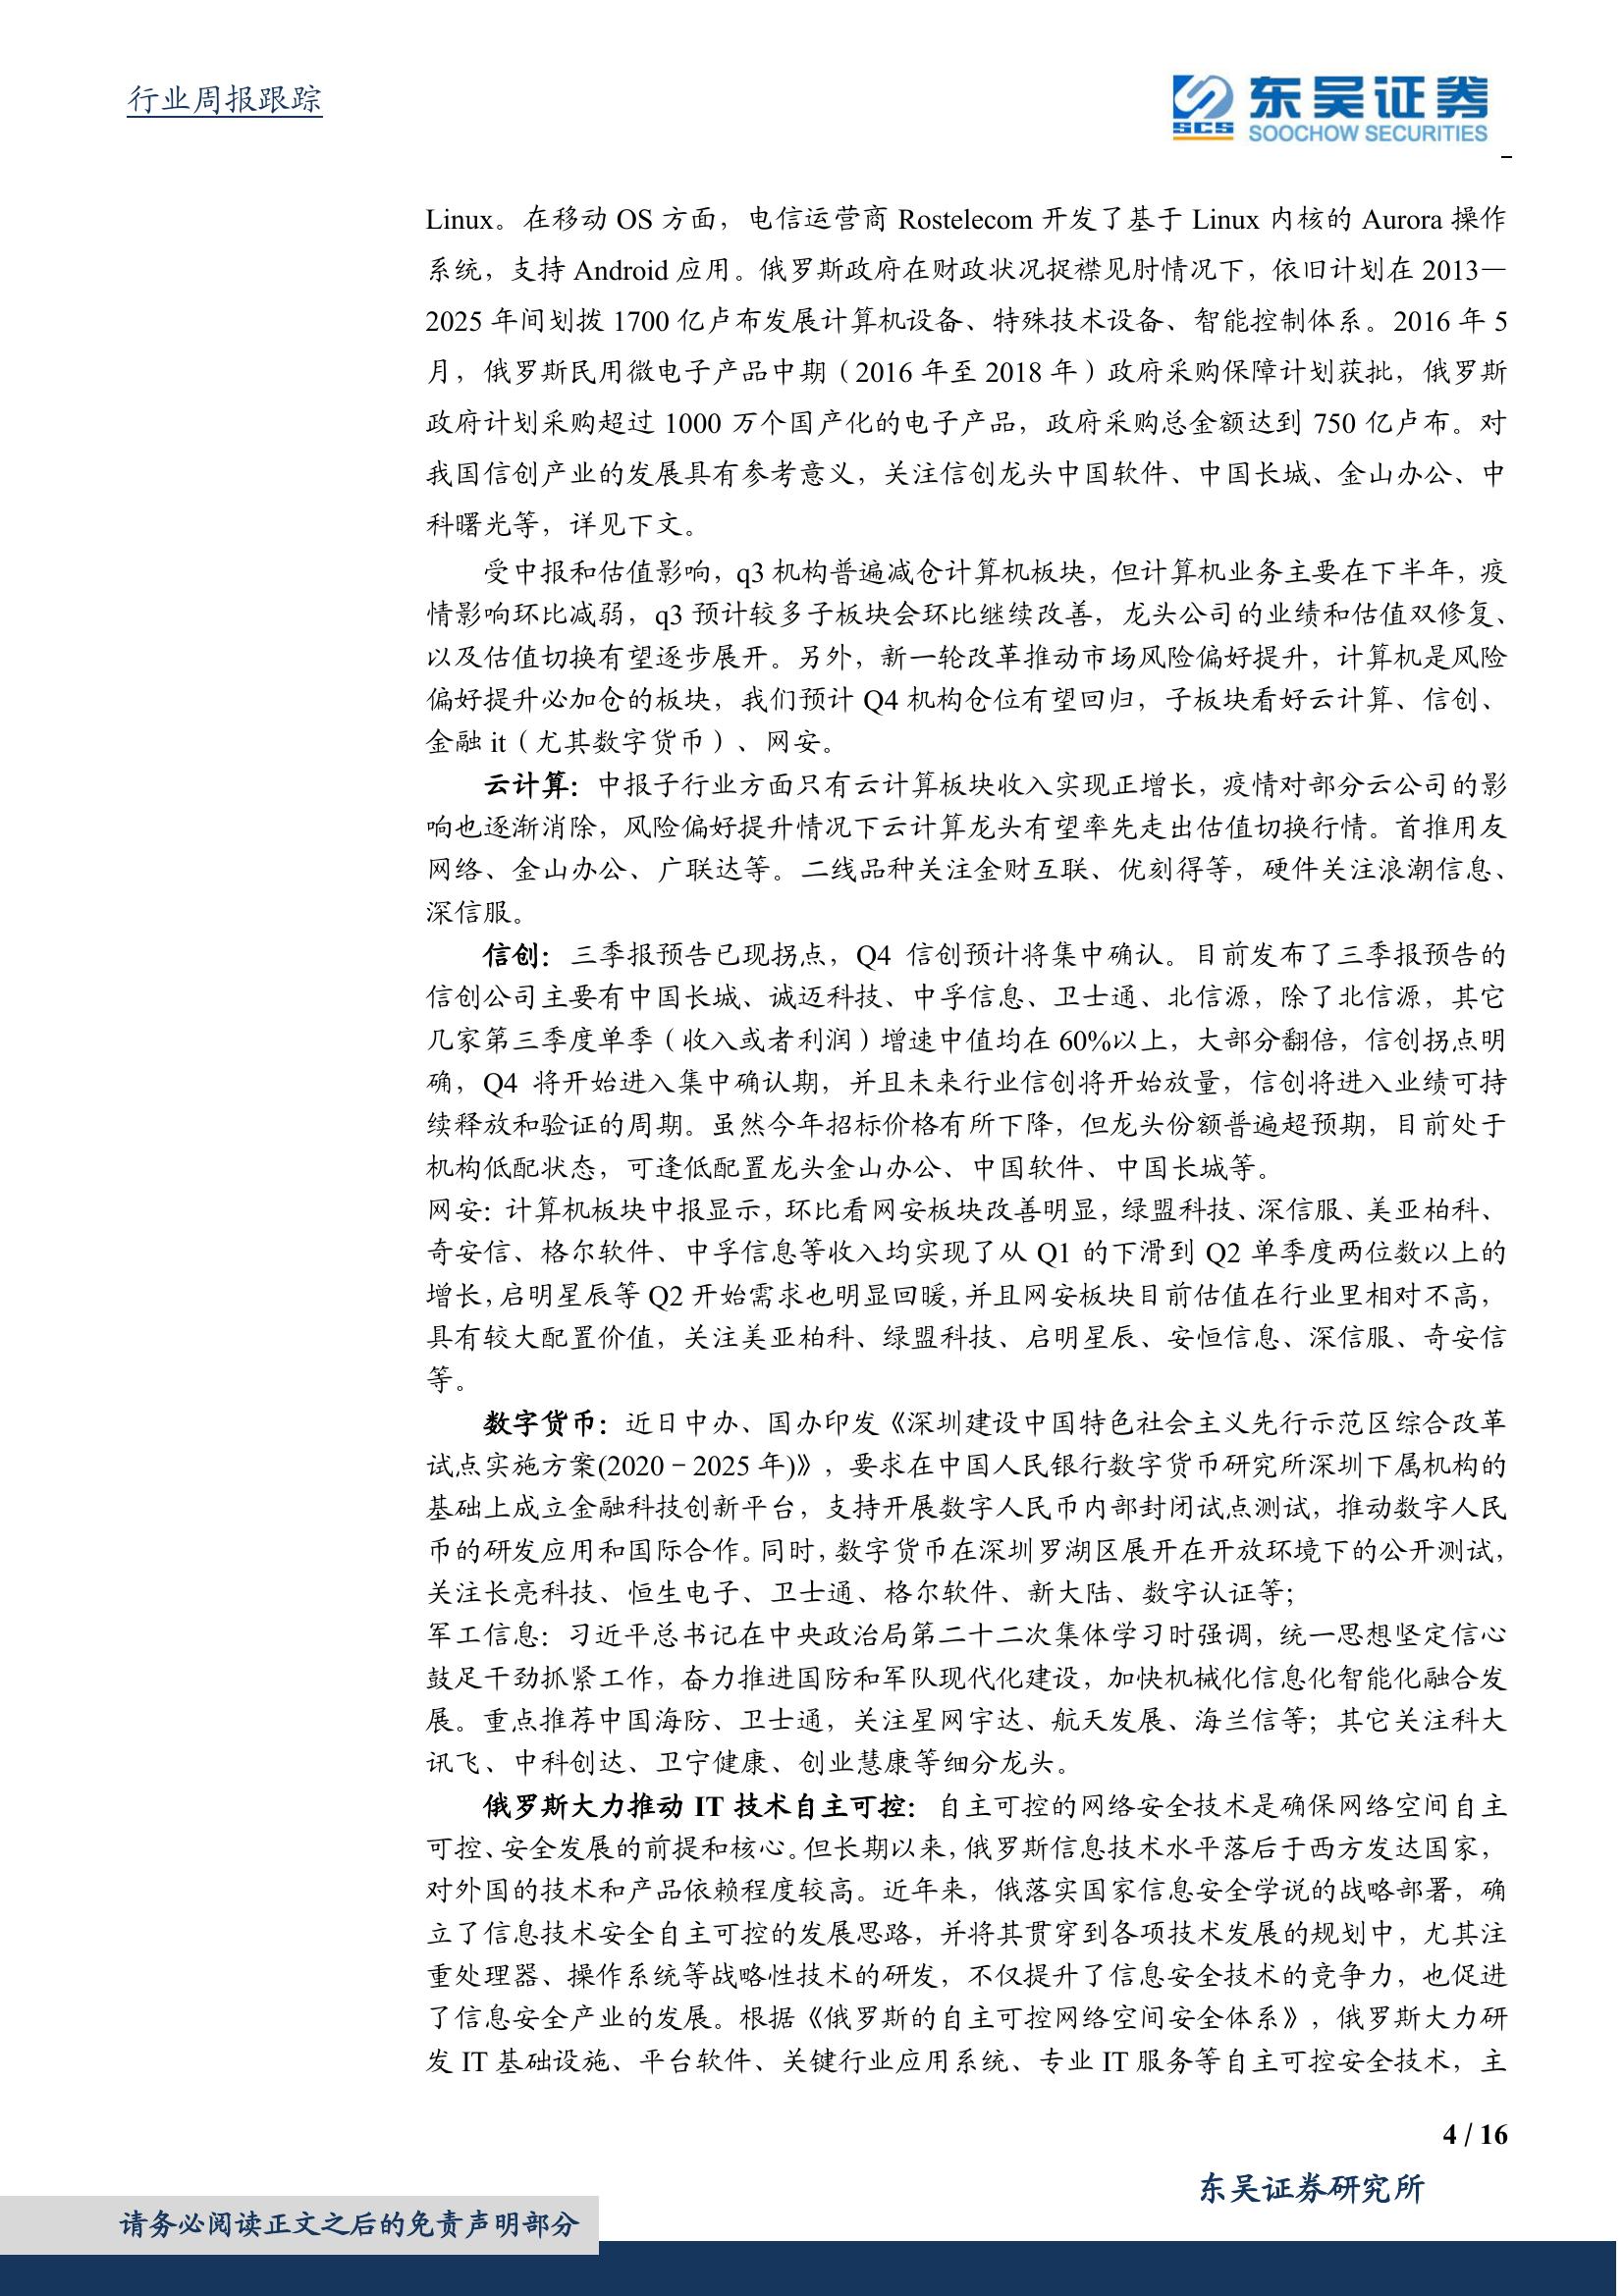 行业周报跟踪
SCS
东吴证券
SOOCHOW SECURITIES
Linux。在移动 OS 方面，电信运营商 Rostelecom 开发了基于 Linux 内核的 Aurora 操作
系统，支持 Android 应用。俄罗斯政府在财政状况捉襟见肘情况下，依旧计划在 2013—
2025 年间划拨 1700 亿卢布发展计算机设备、特殊技术设备、智能控制体系。2016 年 5
月，俄罗斯民用微电子产品中期（2016 年至 2018 年）政府采购保障计划获批，俄罗斯
政府计划采购超过 1000 万个国产化的电子产品，政府采购总金额达到 750 亿卢布。对
我国信创产业的发展具有参考意义，关注信创龙头中国软件、中国长城、金山办公、中
科曙光等，详见下文。
受中报和估值影响，q3 机构普遍减仓计算机板块，但计算机业务主要在下半年，疫
情影响环比减弱，q3 预计较多子板块会环比继续改善，龙头公司的业绩和估值双修复、
以及估值切换有望逐步展开。另外，新一轮改革推动市场风险偏好提升，计算机是风险
偏好提升必加仓的板块，我们预计 Q4 机构仓位有望回归，子板块看好云计算、信创、
金融 it（尤其数字货币）、网安。
云计算：中报子行业方面只有云计算板块收入实现正增长，疫情对部分云公司的影
响也逐渐消除，风险偏好提升情况下云计算龙头有望率先走出估值切换行情。首推用友
网络、金山办公、广联达等。二线品种关注金财互联、优刻得等，硬件关注浪潮信息、
深信服。
信创：三季报预告已现拐点，Q4 信创预计将集中确认。目前发布了三季报预告的
信创公司主要有中国长城、诚迈科技、中孚信息、卫士通、北信源，除了北信源，其它
几家第三季度单季（收入或者利润）增速中值均在 60%以上，大部分翻倍，信创拐点明
确，Q4 将开始进入集中确认期，并且未来行业信创将开始放量，信创将进入业绩可持
续释放和验证的周期。虽然今年招标价格有所下降，但龙头份额普遍超预期，目前处于
机构低配状态，可逢低配置龙头金山办公、中国软件、中国长城等。
网安：计算机板块中报显示，环比看网安板块改善明显，绿盟科技、深信服、美亚柏科、
奇安信、格尔软件、中孚信息等收入均实现了从 Q1 的下滑到 Q2 单季度两位数以上的
增长，启明星辰等 Q2 开始需求也明显回暖，并且网安板块目前估值在行业里相对不高，
具有较大配置价值，关注美亚柏科、绿盟科技、启明星辰、安恒信息、深信服、奇安信
等。
数字货币：近日中办、国办印发《深圳建设中国特色社会主义先行示范区综合改革
试点实施方案(2020－2025 年)》，要求在中国人民银行数字货币研究所深圳下属机构的
基础上成立金融科技创新平台，支持开展数字人民币内部封闭试点测试，推动数字人民
币的研发应用和国际合作。同时，数字货币在深圳罗湖区展开在开放环境下的公开测试，
关注长亮科技、恒生电子、卫士通、格尔软件、新大陆、数字认证等；
军工信息：习近平总书记在中央政治局第二十二次集体学习时强调，统一思想坚定信心
鼓足干劲抓紧工作，奋力推进国防和军队现代化建设，加快机械化信息化智能化融合发
展。重点推荐中国海防、卫士通，关注星网宇达、航天发展、海兰信等；其它关注科大
讯飞、中科创达、卫宁健康、创业慧康等细分龙头。
俄罗斯大力推动 IT 技术自主可控：自主可控的网络安全技术是确保网络空间自主
可控、安全发展的前提和核心。但长期以来，俄罗斯信息技术水平落后于西方发达国家，
对外国的技术和产品依赖程度较高。近年来，俄落实国家信息安全学说的战略部署，确
立了信息技术安全自主可控的发展思路，并将其贯穿到各项技术发展的规划中，尤其注
重处理器、操作系统等战略性技术的研发，不仅提升了信息安全技术的竞争力，也促进
了信息安全产业的发展。根据《俄罗斯的自主可控网络空间安全体系》，俄罗斯大力研
发 IT 基础设施、平台软件、关键行业应用系统、专业 IT 服务等自主可控安全技术，主
4 / 16
东吴证券研究所
请务必阅读正文之后的免责声明部分